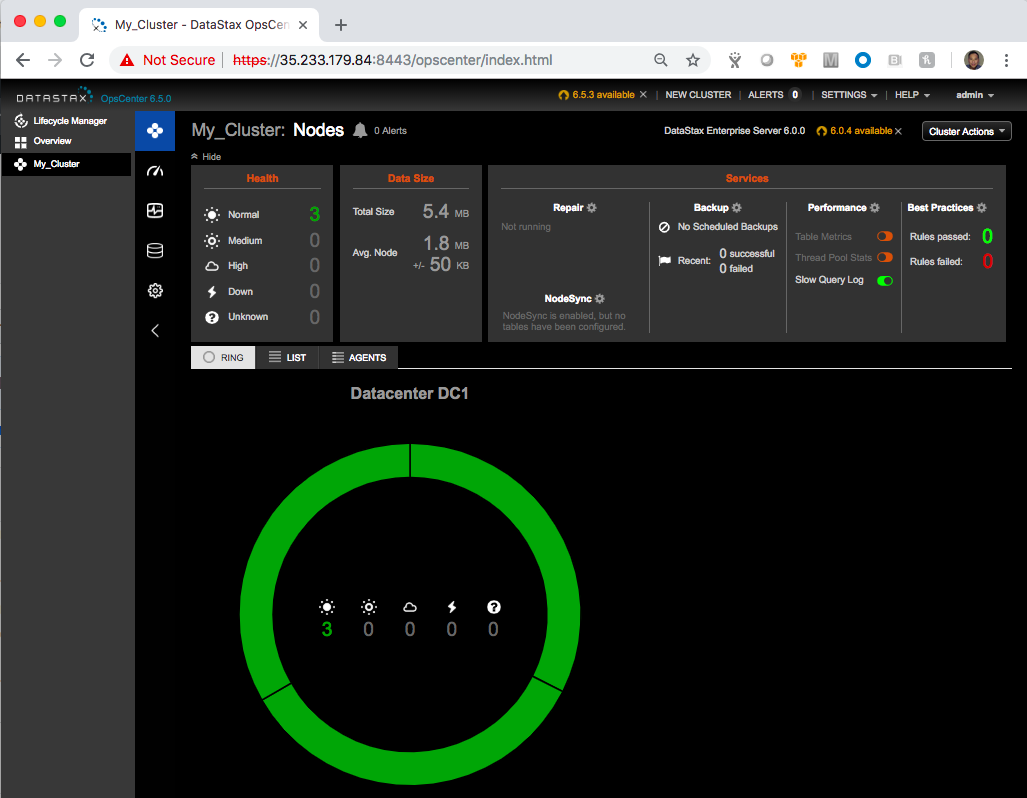 My_Cluster - DataStax OpsCen
Not Secure https://35.233.179.84:8443/opscenter/index.html
DATASTAX OpsCenter 6.5.0
6.5.3 available × NEW CLUSTER ALERTS 0 SETTINGS HELP admin
Lifecycle Manager
Overview
My_Cluster
My_Cluster: Nodes 0 Alerts
DataStax Enterprise Server 6.0.0 6.0.4 available × Cluster Actions
Hide
Health
Normal 3
Medium 0
High 0
Down 0
Unknown 0
Data Size
Total Size 5.4 MB
Avg. Node 1.8 MB
+/- 50 KB
Services
Repair
Not running
NodeSync
NodeSync is enabled, but no
tables have been configured.
Backup
No Scheduled Backups
Recent: 0 successful
0 failed
Performance
Table Metrics
Thread Pool Stats
Slow Query Log
Best Practices
Rules passed: 0
Rules failed: 0
RING LIST AGENTS
Datacenter DC1
3 0 0 0 0